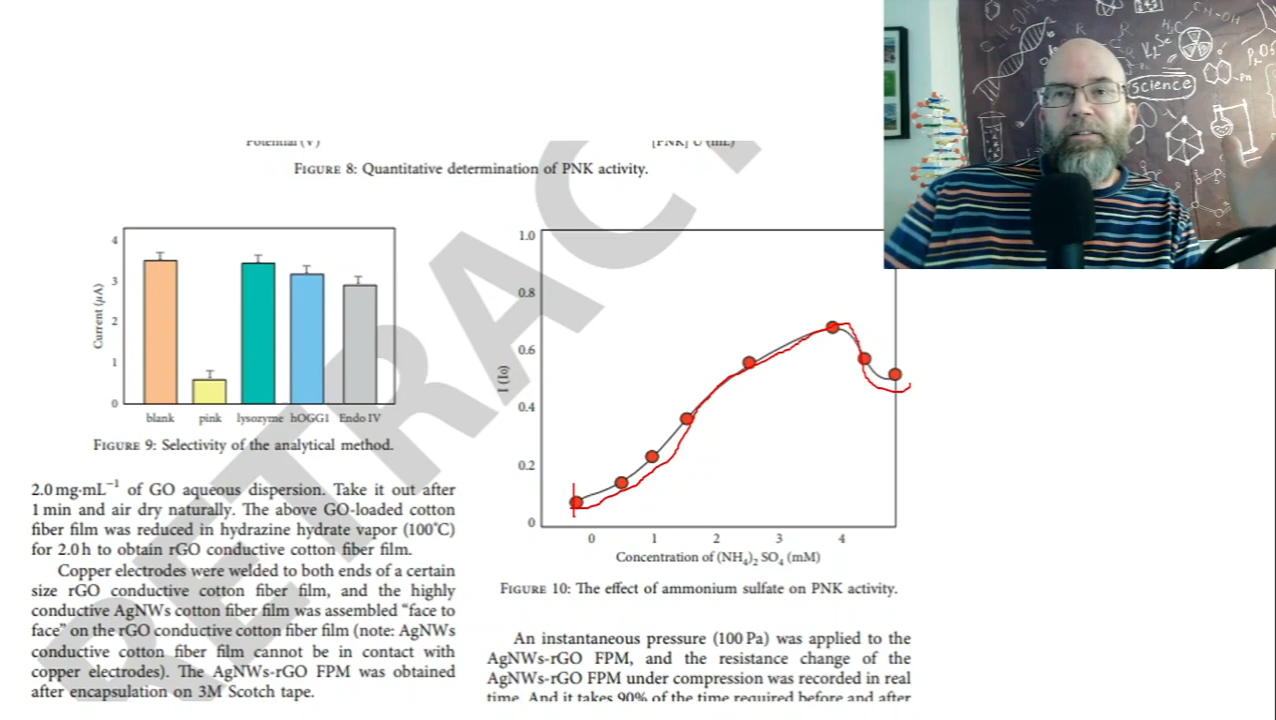 Potential (V)
[PNK] U (mL)
FIGURE 8: Quantitative determination of PNK activity.
RETRACT
4
3
2
1
0
Current (μA)
blank pink lysozyme hOGG1 Endo IV
FIGURE 9: Selectivity of the analytical method.
2.0 mg·mL⁻¹ of GO aqueous dispersion. Take it out after
1 min and air dry naturally. The above GO-loaded cotton
fiber film was reduced in hydrazine hydrate vapor (100°C)
for 2.0 h to obtain rGO conductive cotton fiber film.
Copper electrodes were welded to both ends of a certain
size rGO conductive cotton fiber film, and the highly
conductive AgNWs cotton fiber film was assembled “face to
face” on the rGO conductive cotton fiber film (note: AgNWs
conductive cotton fiber film cannot be in contact with
copper electrodes). The AgNWs-rGO FPM was obtained
after encapsulation on 3M Scotch tape.
1.0
0.8
0.6
0.4
0.2
0
I (Io)
0 1 2 3 4
Concentration of (NH₄)₂ SO₄ (mM)
FIGURE 10: The effect of ammonium sulfate on PNK activity.
An instantaneous pressure (100 Pa) was applied to the
AgNWs-rGO FPM, and the resistance change of the
AgNWs-rGO FPM under compression was recorded in real
time. And it takes 90% of the time required before and after
CH₃OH
CH-OH
Se
science